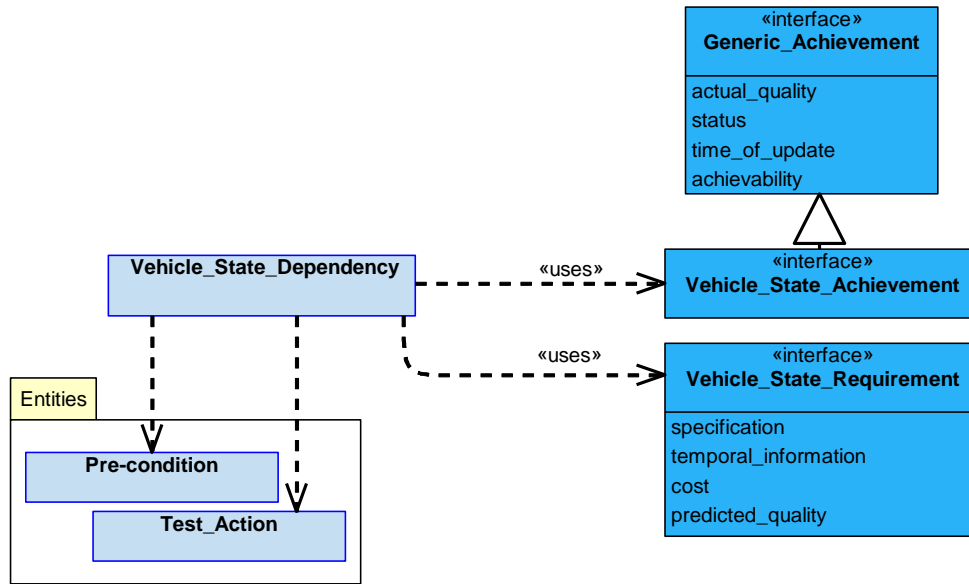 «interface»
Generic_Achievement
actual_quality
status
time_of_update
achievability
Vehicle_State_Dependency
«uses»
«interface»
Vehicle_State_Achievement
«uses»
«interface»
Vehicle_State_Requirement
specification
temporal_information
cost
predicted_quality
Entities
Pre-condition
Test_Action